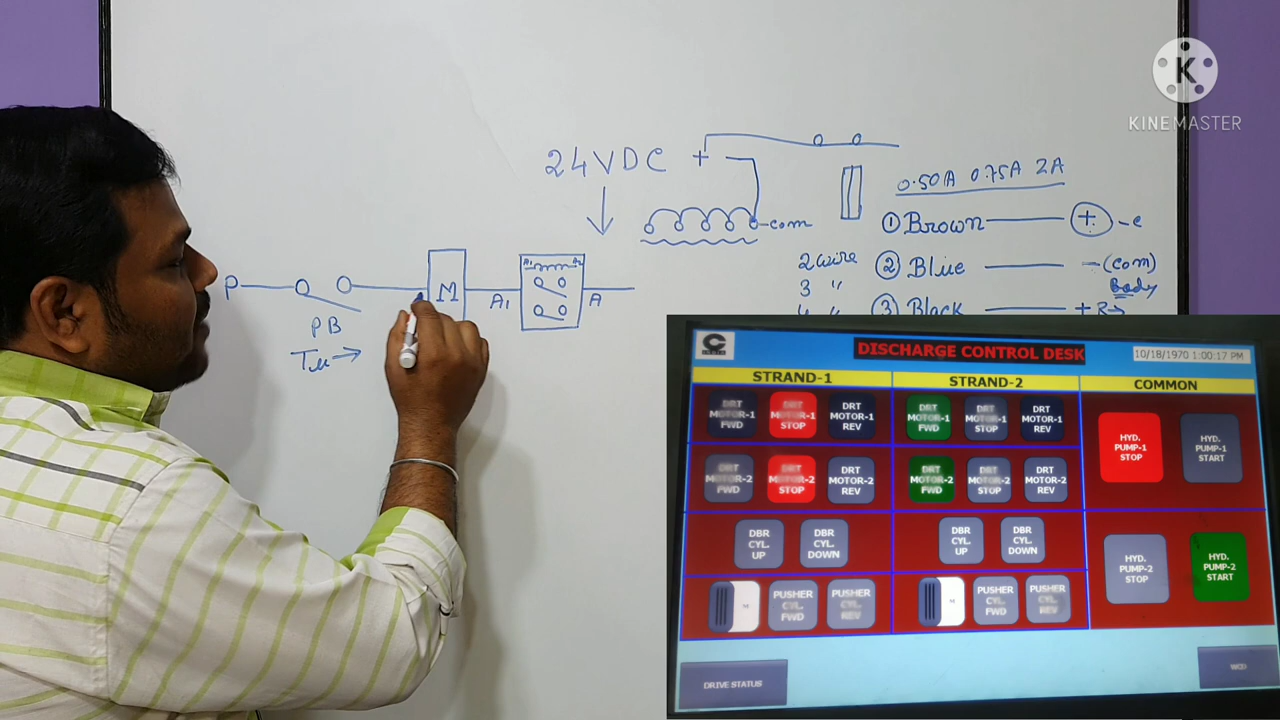 K
KINEMASTER
24VDC +
com
0.50A 0.75A 2A
① Brown + -e
2 wire ② Blue -(com)
Body
3 " ③ Black + R→
P
PB
M
A1
A1 A2
A
DISCHARGE CONTROL DESK
10/18/1970 1:00:17 PM
STRAND-1 STRAND-2 COMMON
DRT MOTOR-1 FWD
DRT MOTOR-1 STOP
DRT MOTOR-1 REV
DRT MOTOR-1 FWD
DRT MOTOR-1 STOP
DRT MOTOR-1 REV
HYD. PUMP-1 STOP
HYD. PUMP-1 START
DRT MOTOR-2 FWD
DRT MOTOR-2 STOP
DRT MOTOR-2 REV
DRT MOTOR-2 FWD
DRT MOTOR-2 STOP
DRT MOTOR-2 REV
DBR CYL. UP
DBR CYL. DOWN
DBR CYL. UP
DBR CYL. DOWN
HYD. PUMP-2 STOP
HYD. PUMP-2 START
PUSHER CYL. FWD
PUSHER CYL. REV
PUSHER CYL. FWD
PUSHER CYL. REV
DRIVE STATUS